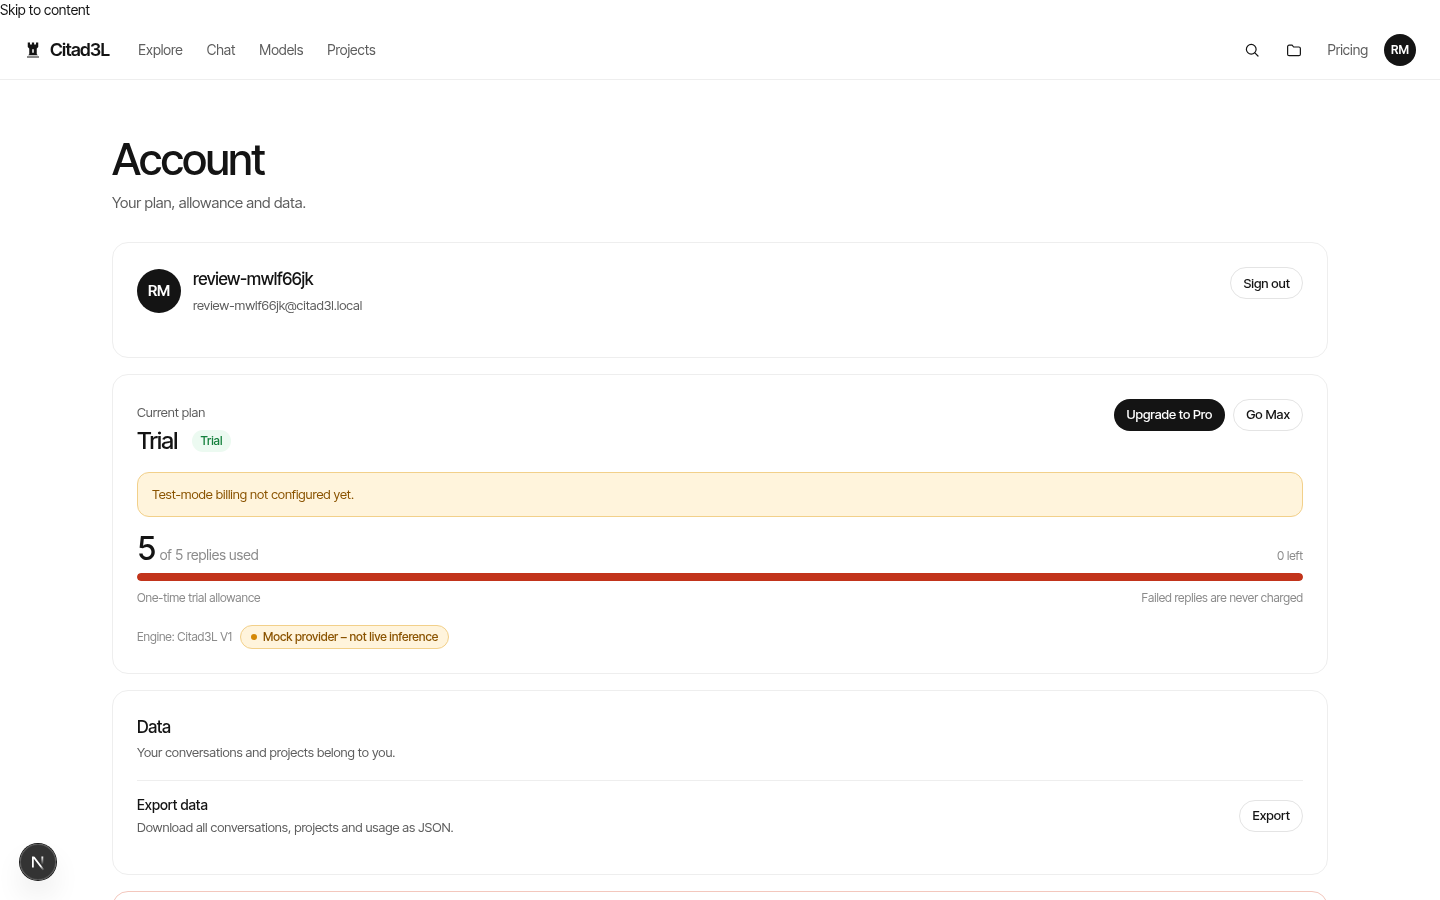 Skip to content
Citad3L
Explore
Chat
Models
Projects
Pricing
RM
Account
Your plan, allowance and data.
RM
review-mwlf66jk
review-mwlf66jk@citad3l.local
Sign out
Current plan
Trial
Trial
Upgrade to Pro
Go Max
Test-mode billing not configured yet.
5 of 5 replies used
0 left
One-time trial allowance
Failed replies are never charged
Engine: Citad3L V1
Mock provider – not live inference
Data
Your conversations and projects belong to you.
Export data
Download all conversations, projects and usage as JSON.
Export
N